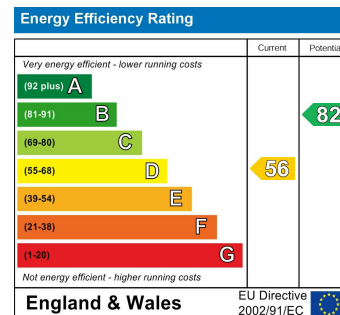 Energy Efficiency Rating
Current Potential
Very energy efficient - lower running costs
(92 plus) A
(81-91) B
82
(69-80) C
(55-68) D
56
(39-54) E
(21-38) F
(1-20) G
Not energy efficient - higher running costs
England & Wales
EU Directive
2002/91/EC